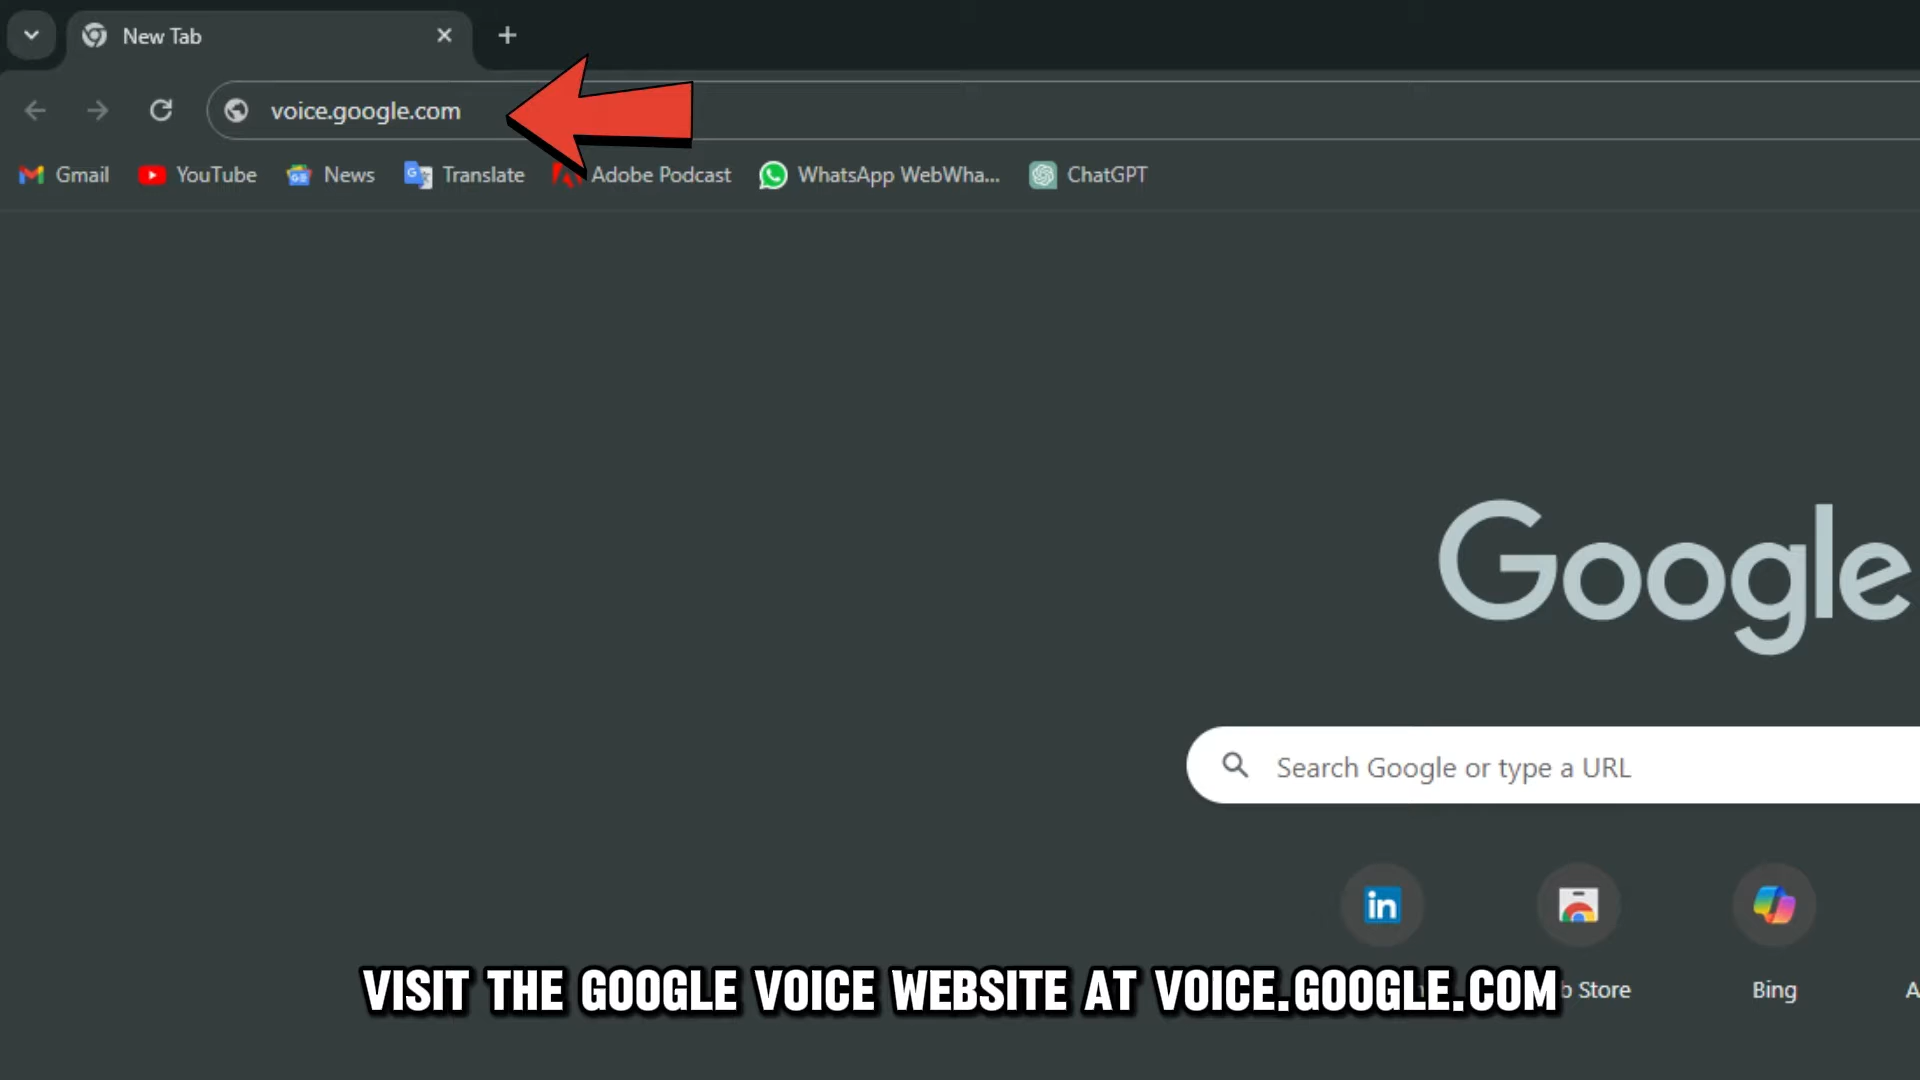 New Tab
voice.google.com
Gmail YouTube News Translate Adobe Podcast WhatsApp WebWha... ChatGPT
Google
Search Google or type a URL
Store Bing A
VISIT THE GOOGLE VOICE WEBSITE AT VOICE.GOOGLE.COM